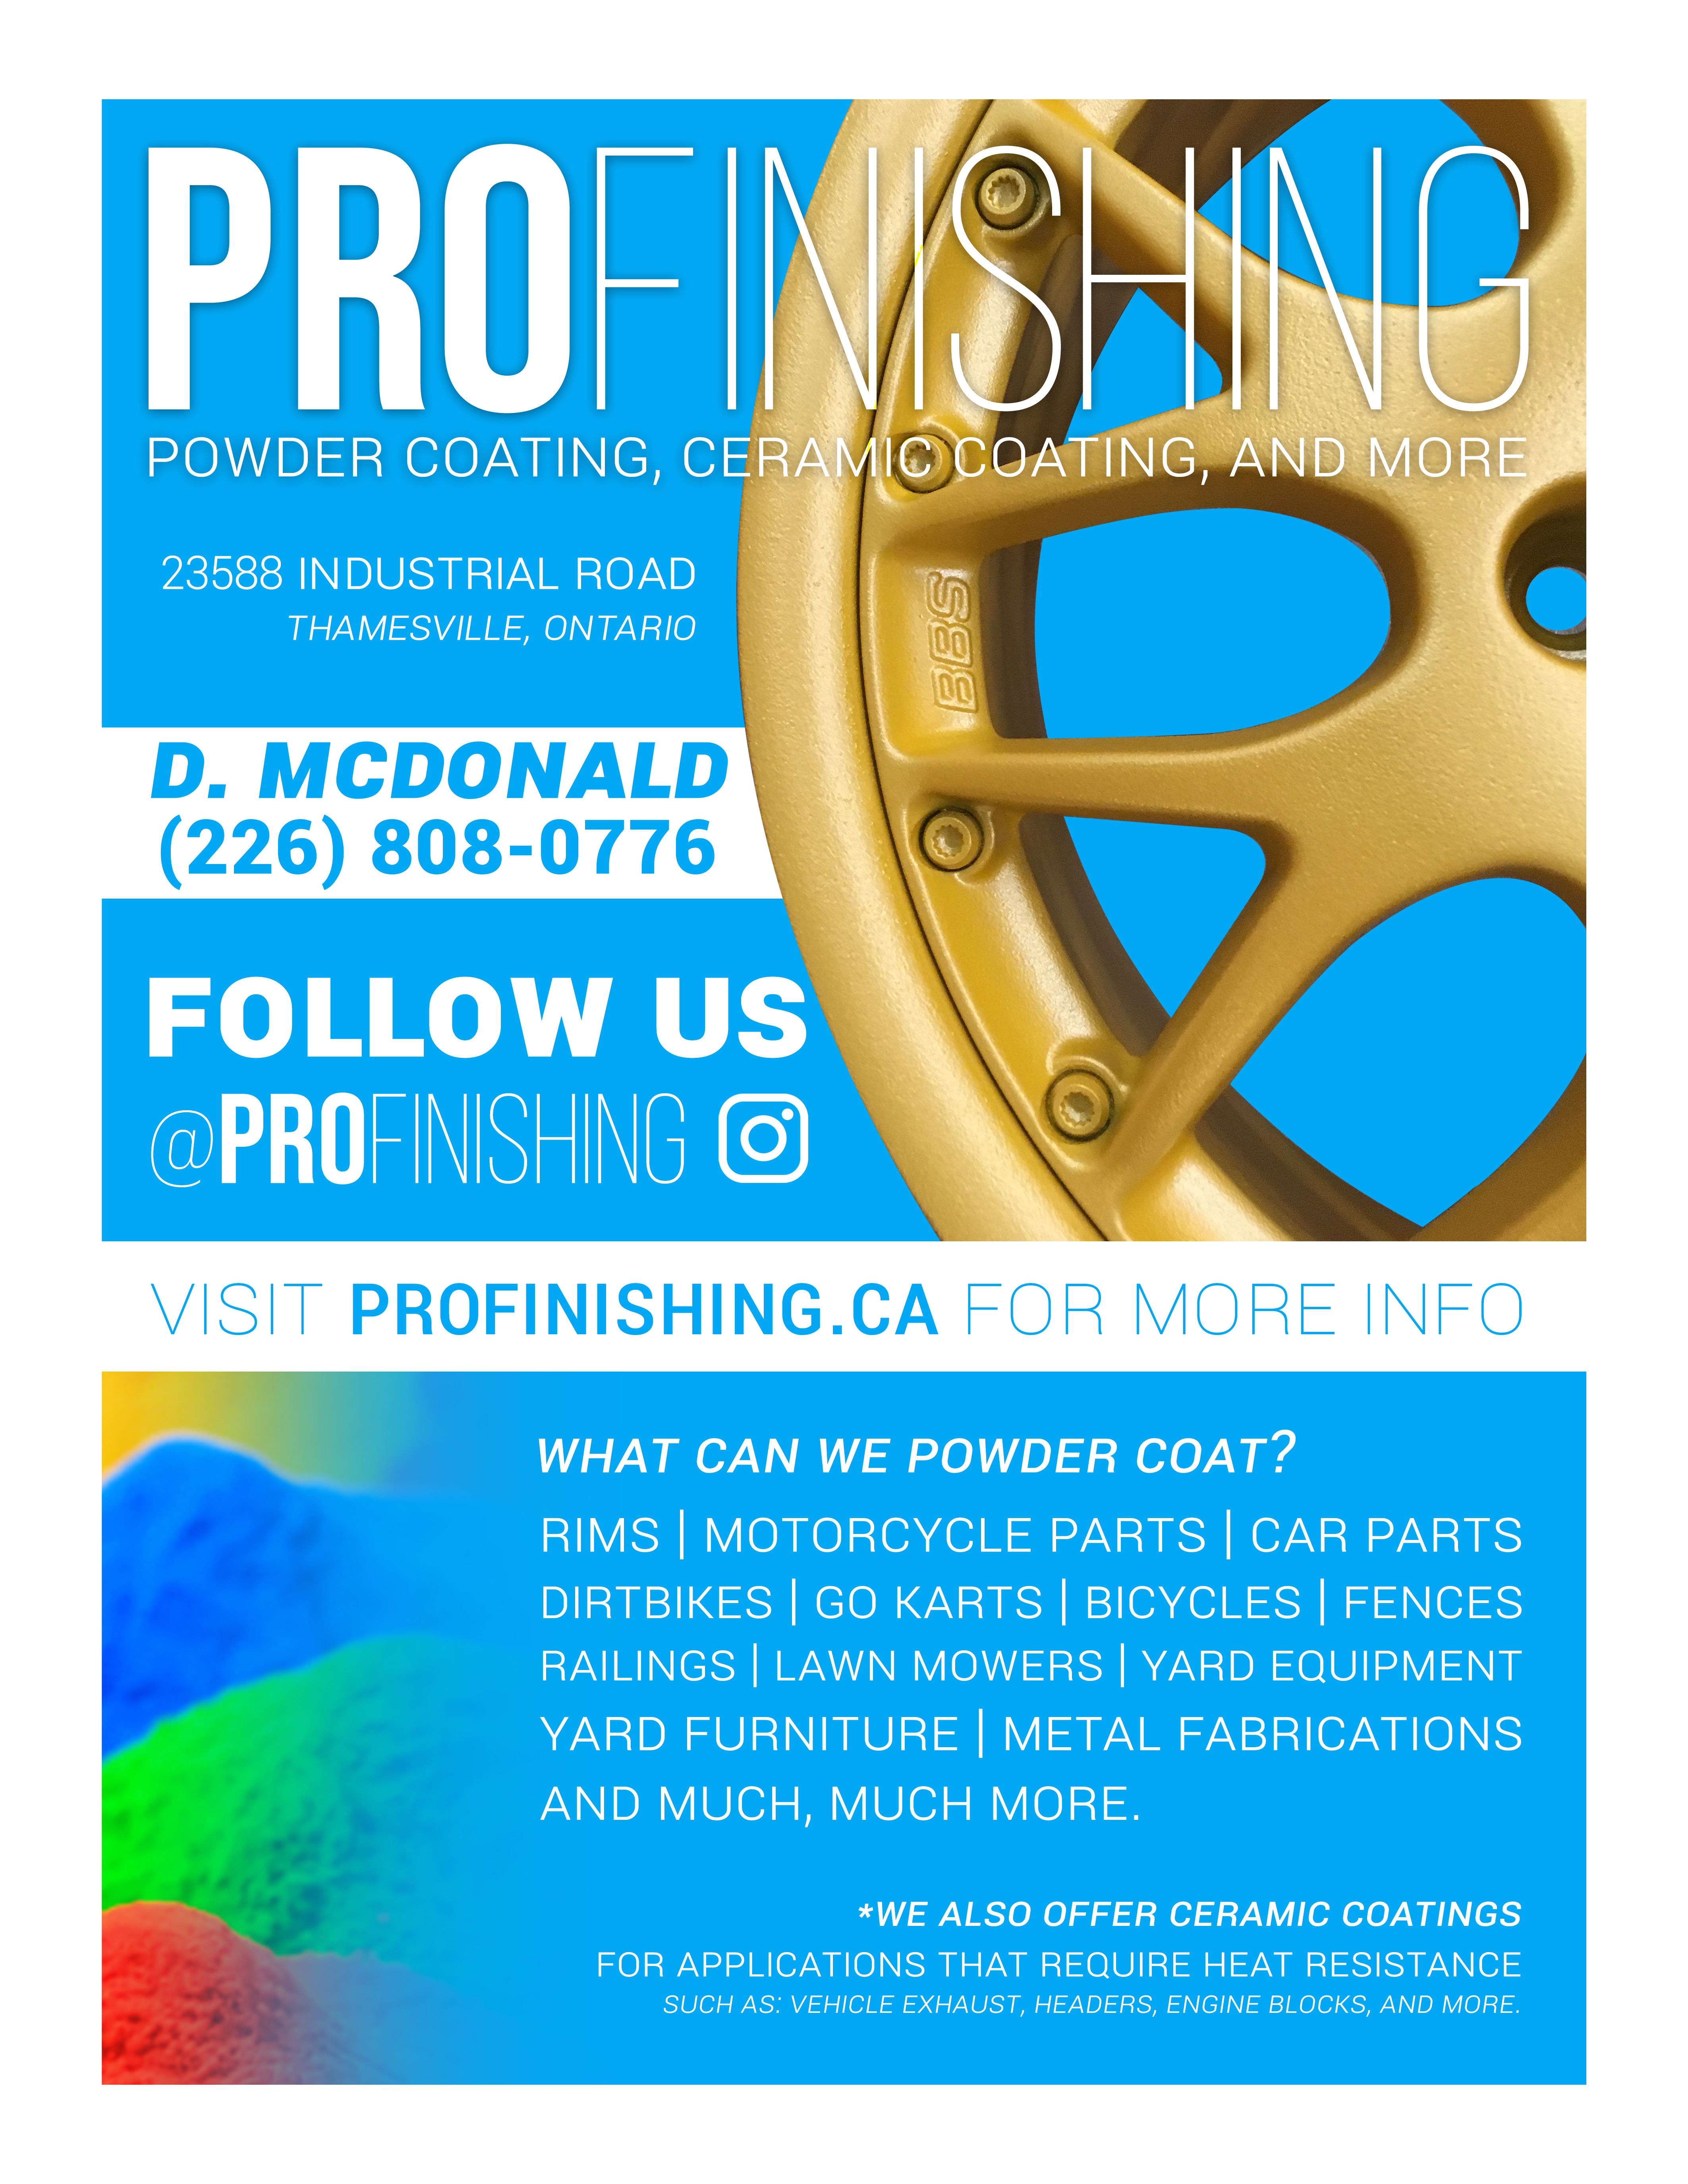 PROFINISHING
POWDER COATING, CERAMIC COATING, AND MORE
23588 INDUSTRIAL ROAD
THAMESVILLE, ONTARIO
BBS
D. MCDONALD
(226) 808-0776
FOLLOW US
@PROFINISHING
VISIT PROFINISHING.CA FOR MORE INFO
WHAT CAN WE POWDER COAT?
RIMS | MOTORCYCLE PARTS | CAR PARTS
DIRTBIKES | GO KARTS | BICYCLES | FENCES
RAILINGS | LAWN MOWERS | YARD EQUIPMENT
YARD FURNITURE | METAL FABRICATIONS
AND MUCH, MUCH MORE.
*WE ALSO OFFER CERAMIC COATINGS
FOR APPLICATIONS THAT REQUIRE HEAT RESISTANCE
SUCH AS: VEHICLE EXHAUST, HEADERS, ENGINE BLOCKS, AND MORE.